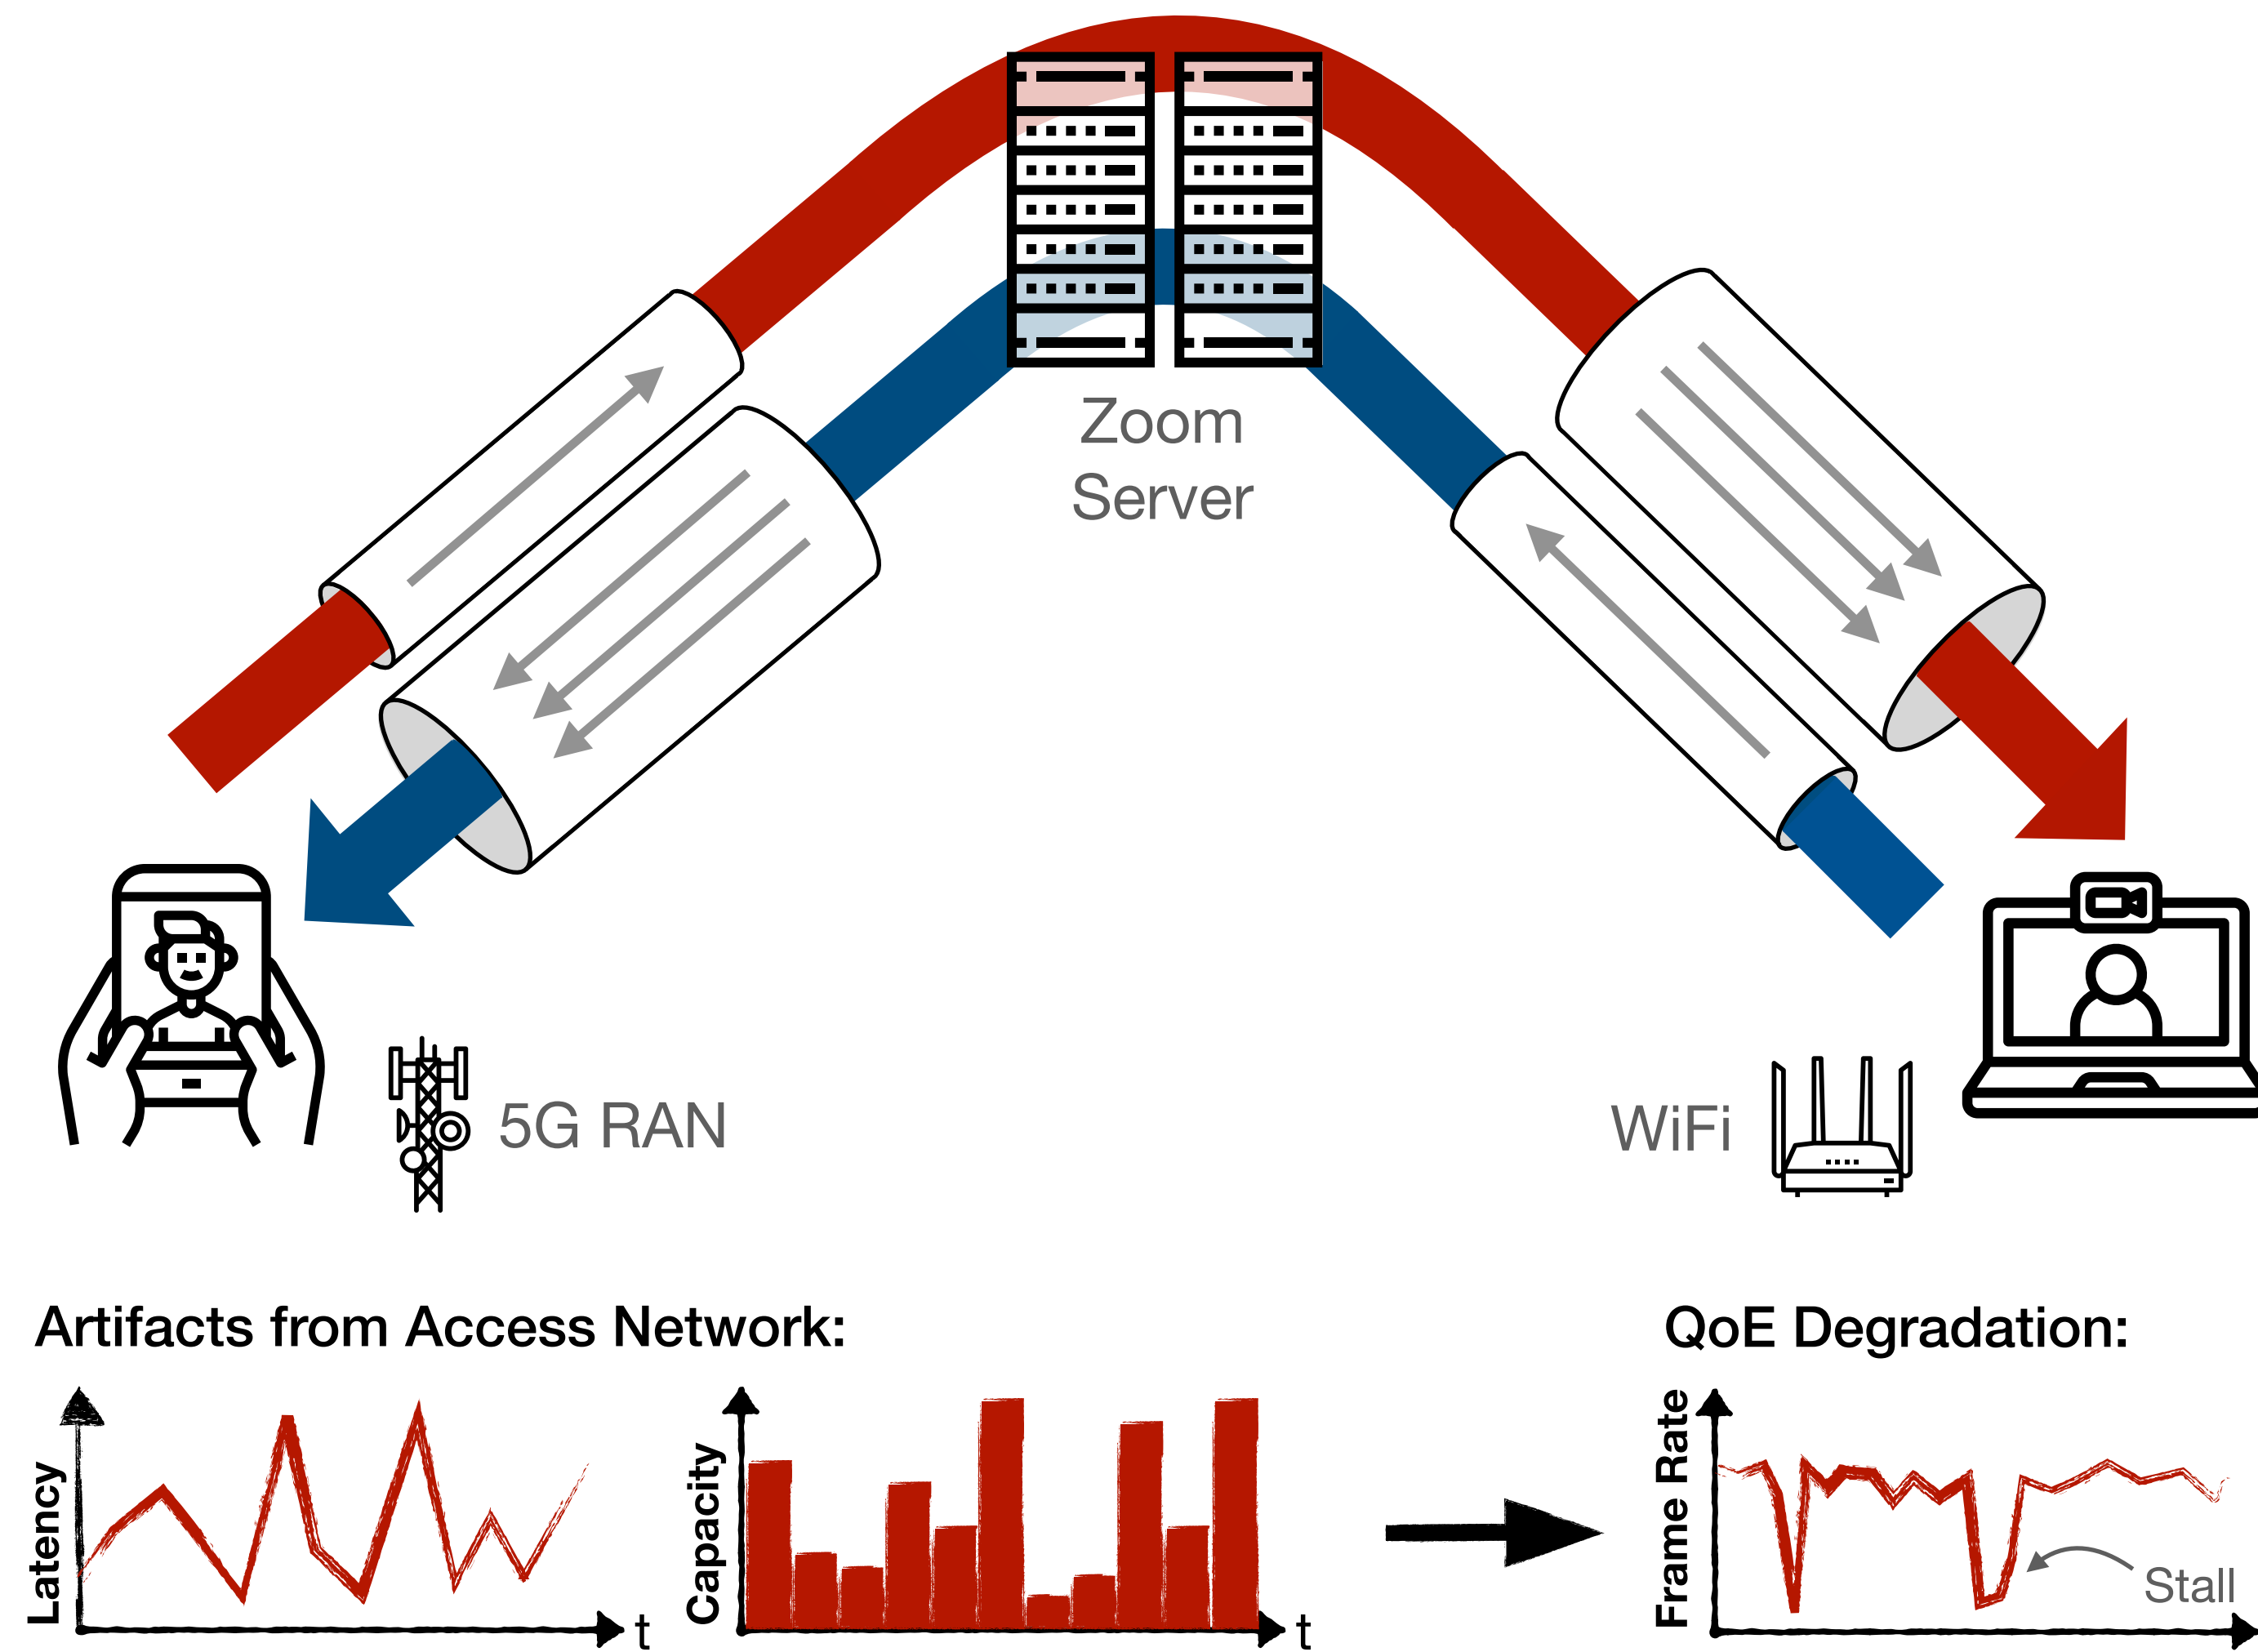 Zoom
Server
5G RAN
WiFi
Artifacts from Access Network:
QoE Degradation:
Latency
t
Capacity
t
Frame Rate
Stall